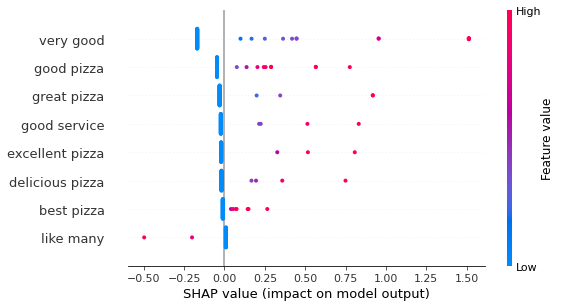 High
very good
good pizza
great pizza
good service
excellent pizza
delicious pizza
best pizza
like many
Feature value
Low
−0.50 −0.25 0.00 0.25 0.50 0.75 1.00 1.25 1.50
SHAP value (impact on model output)